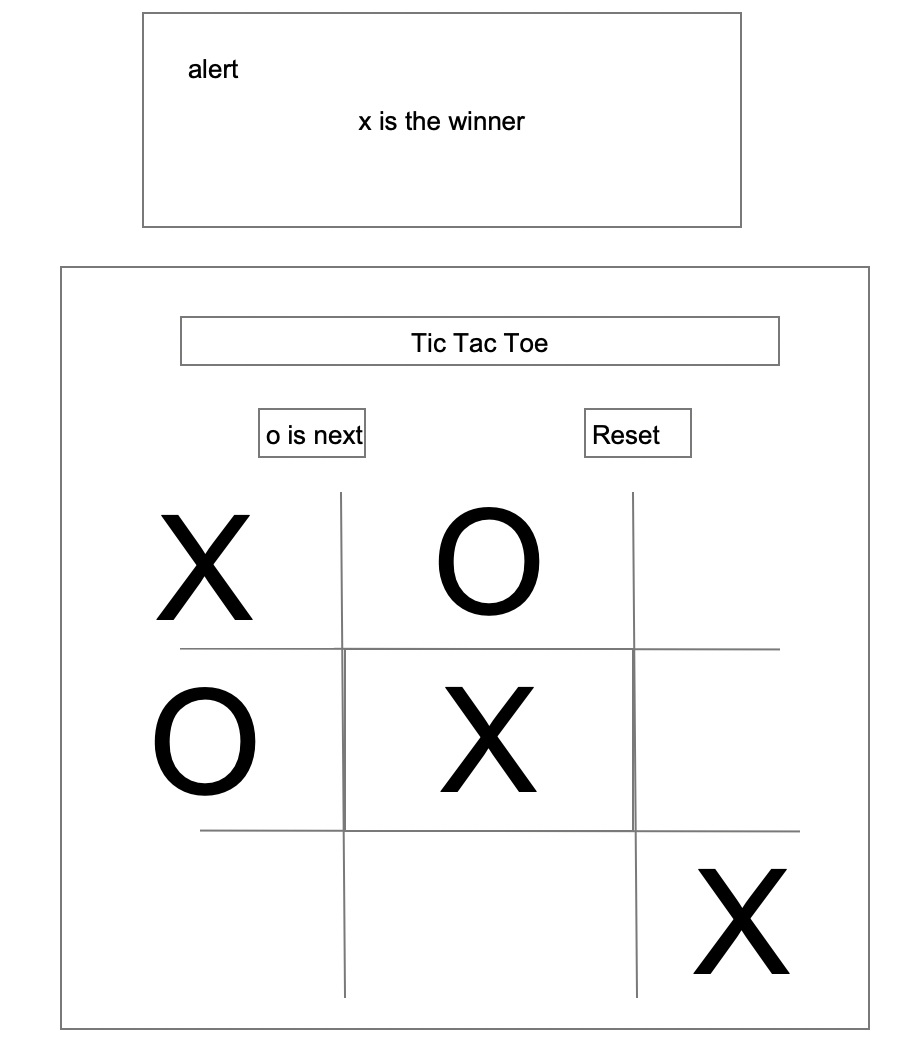 alert
x is the winner
Tic Tac Toe
o is next Reset
X O
O X
X